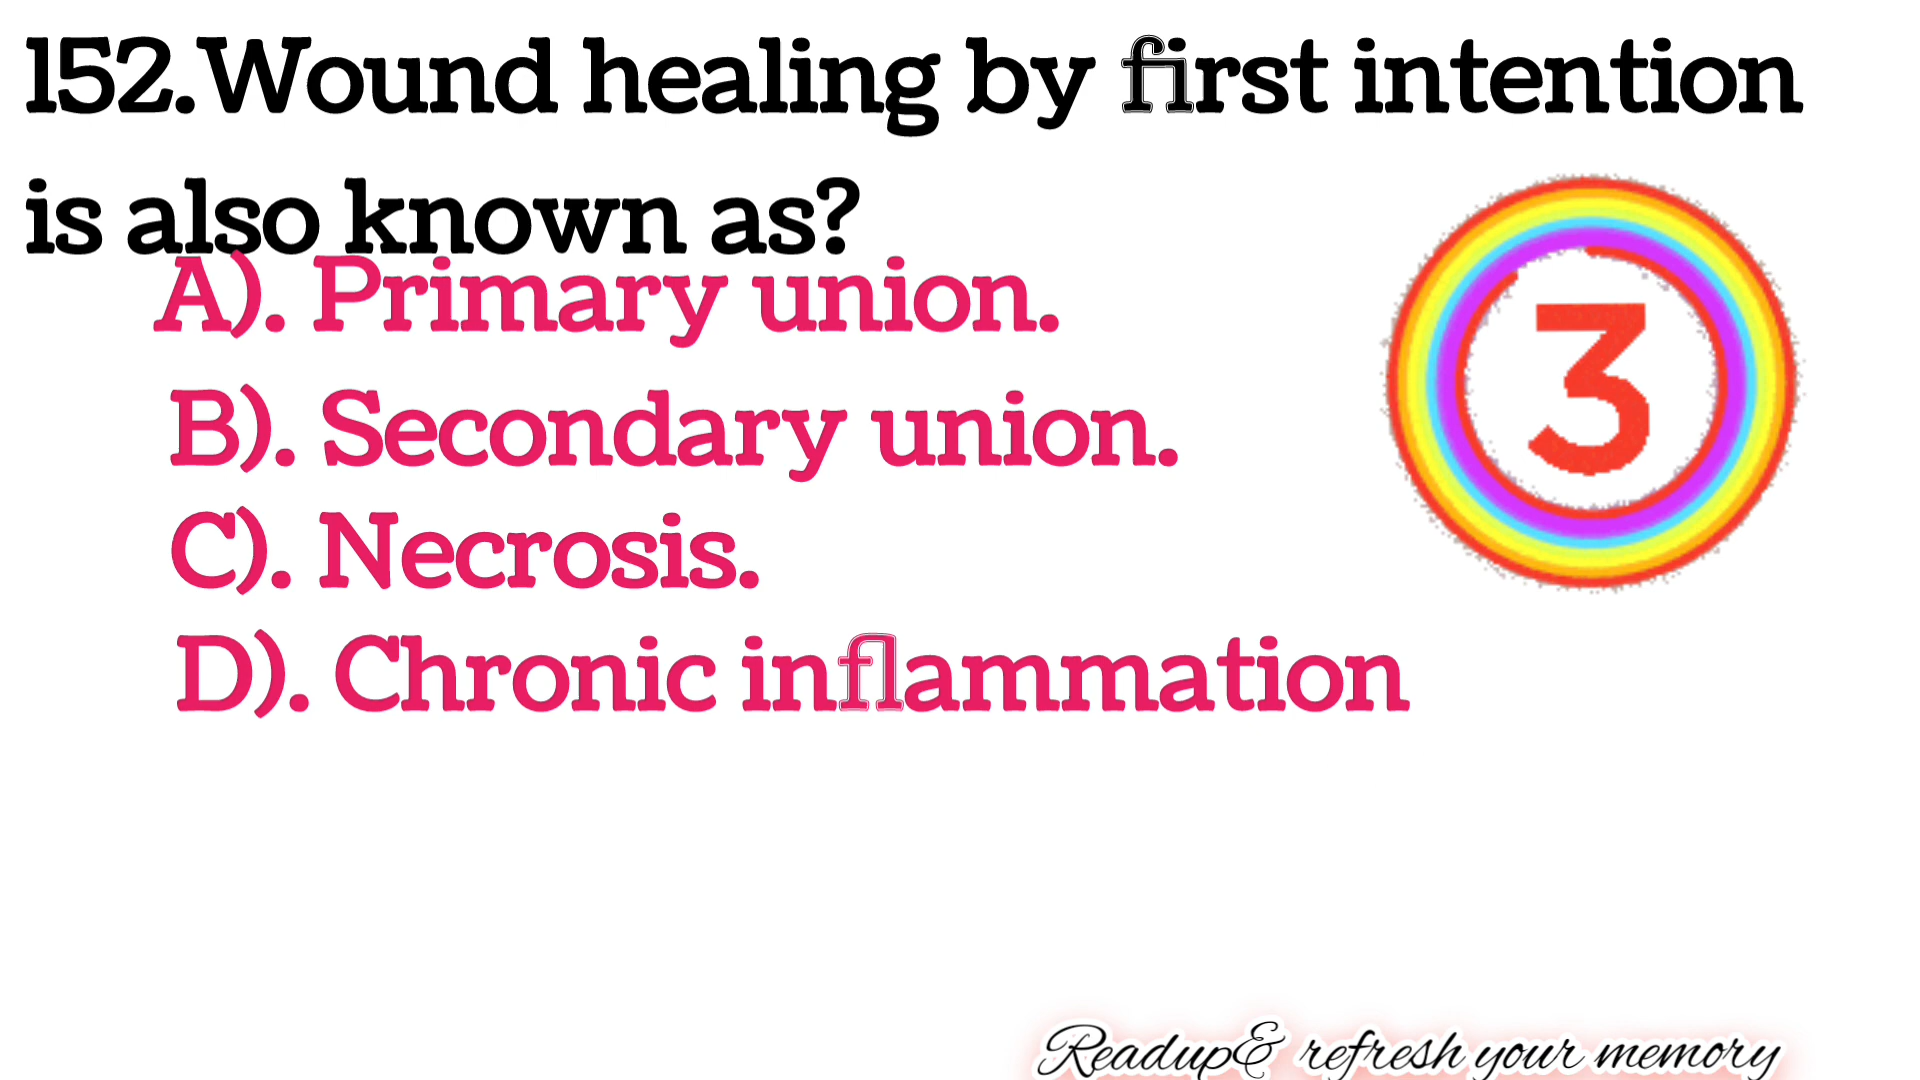 152.Wound healing by first intention
is also known as?
A). Primary union.
B). Secondary union.
C). Necrosis.
D). Chronic inflammation
3
Readup& refresh your memory